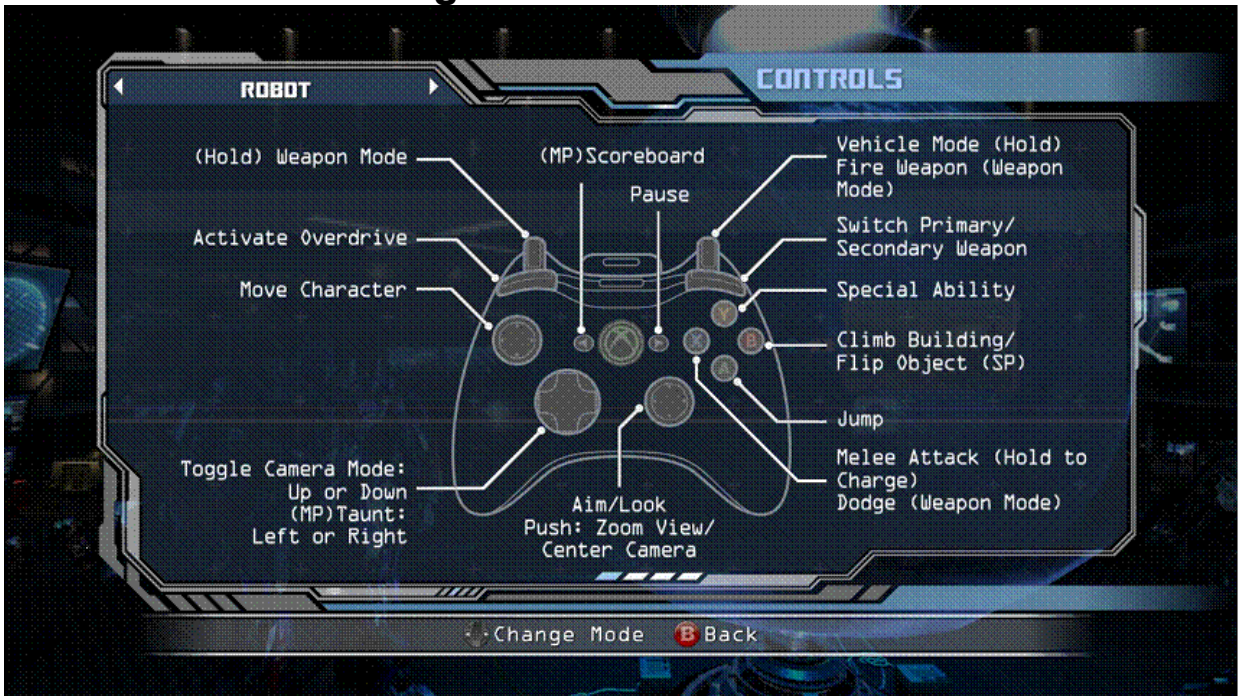 ROBOT
CONTROLS
(Hold) Weapon Mode
(MP)Scoreboard
Pause
Vehicle Mode (Hold)
Fire Weapon (Weapon
Mode)
Activate Overdrive
Switch Primary/
Secondary Weapon
Move Character
Special Ability
Y
X
B
A
Climb Building/
Flip Object (SP)
Jump
Toggle Camera Mode:
Up or Down
(MP)Taunt:
Left or Right
Aim/Look
Push: Zoom View/
Center Camera
Melee Attack (Hold to
Charge)
Dodge (Weapon Mode)
Change Mode
B Back